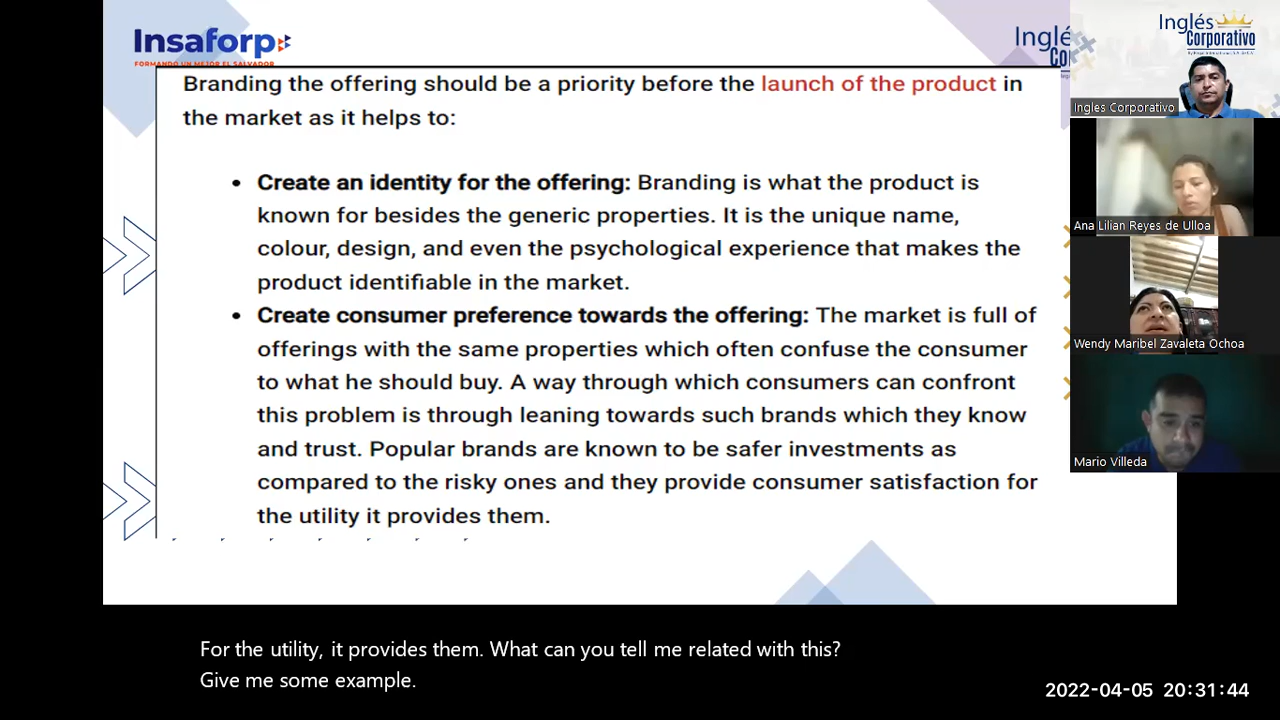 Insaforp
FORMANDO UN MEJOR EL SALVADOR
Inglé
Branding the offering should be a priority before the launch of the product in
the market as it helps to:
• Create an identity for the offering: Branding is what the product is
known for besides the generic properties. It is the unique name,
colour, design, and even the psychological experience that makes the
product identifiable in the market.
• Create consumer preference towards the offering: The market is full of
offerings with the same properties which often confuse the consumer
to what he should buy. A way through which consumers can confront
this problem is through leaning towards such brands which they know
and trust. Popular brands are known to be safer investments as
compared to the risky ones and they provide consumer satisfaction for
the utility it provides them.
Inglés
Corporativo
Ingles Corporativo
Ana Lilian Reyes de Ulloa
Wendy Maribel Zavaleta Ochoa
Mario Villeda
For the utility, it provides them. What can you tell me related with this?
Give me some example.
2022-04-05 20:31:44